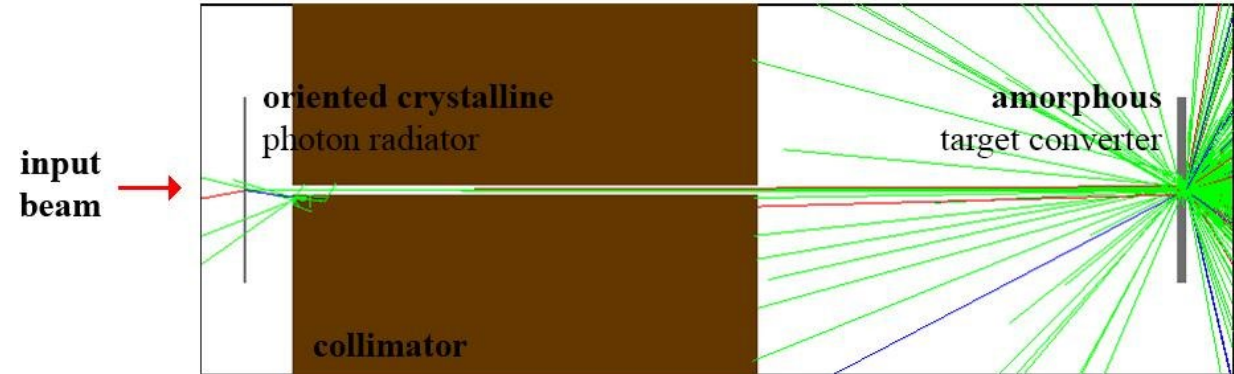 input
beam
oriented crystalline
photon radiator
collimator
amorphous
target converter